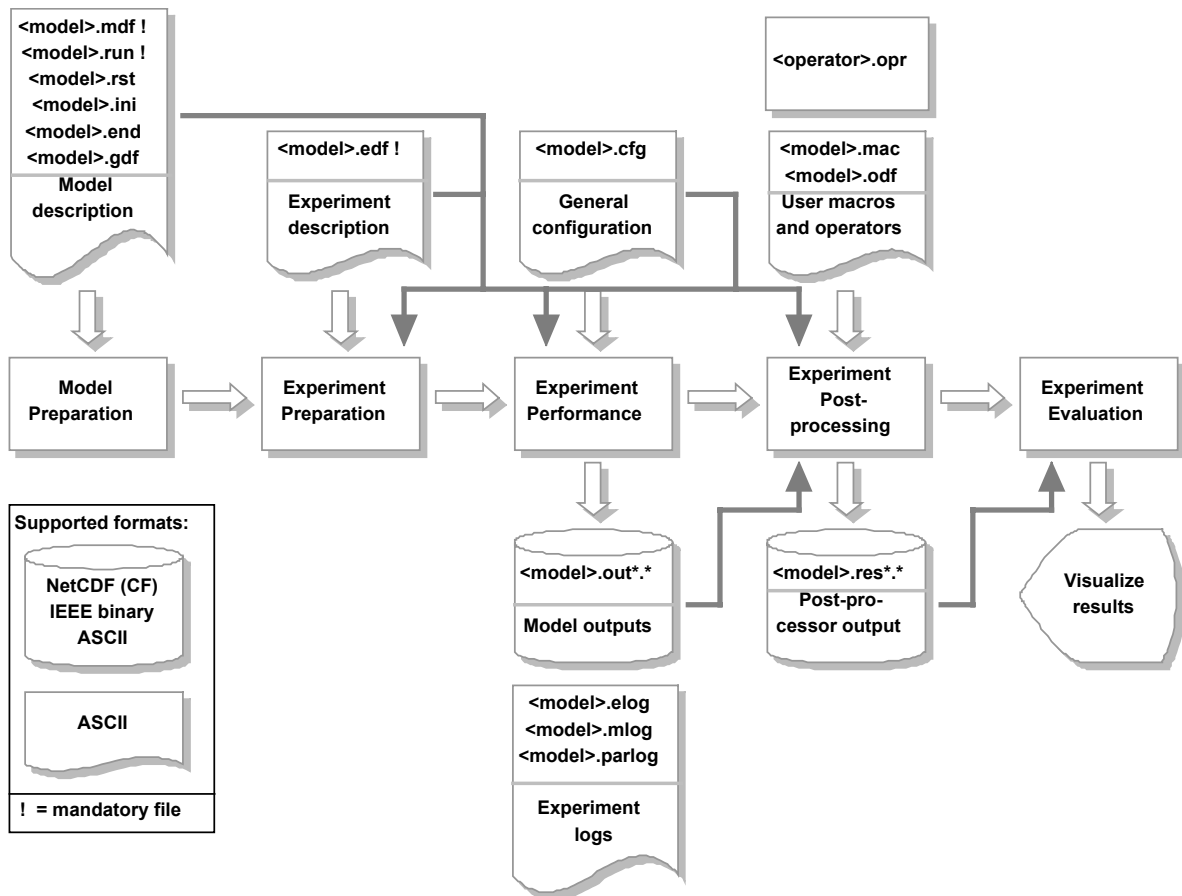 <model>.mdf !
<model>.run !
<model>.rst
<model>.ini
<model>.end
<model>.gdf
Model
description
<model>.edf !
Experiment
description
<model>.cfg
General
configuration
<operator>.opr
<model>.mac
<model>.odf
User macros
and operators
Model
Preparation
Experiment
Preparation
Experiment
Performance
Experiment
Post-
processing
Experiment
Evaluation
Supported formats:
NetCDF (CF)
IEEE binary
ASCII
ASCII
! = mandatory file
<model>.out*.*
Model outputs
<model>.res*.*
Post-pro-
cessor output
Visualize
results
<model>.elog
<model>.mlog
<model>.parlog
Experiment
logs